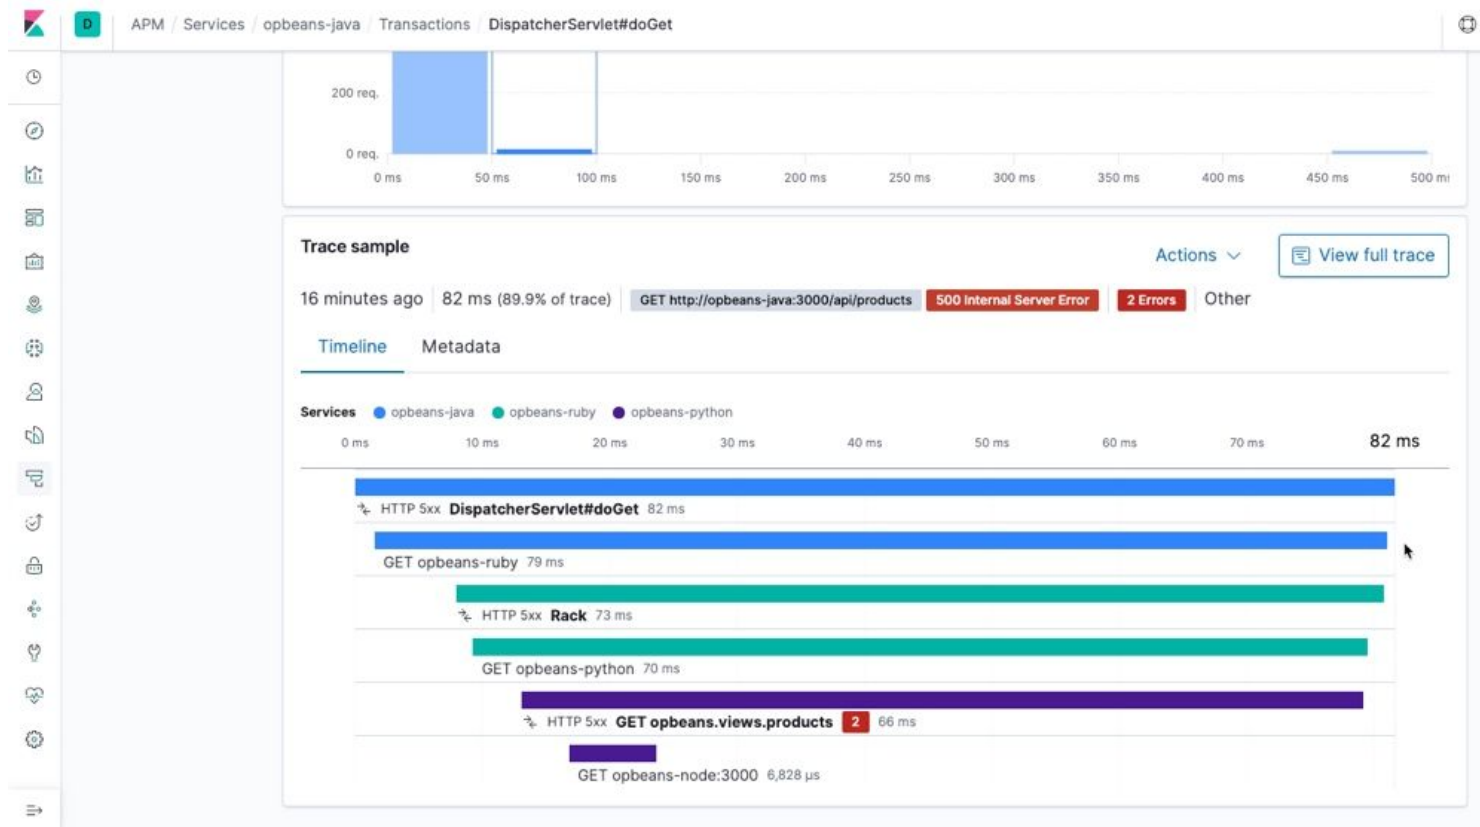 D APM / Services / opbeans-java / Transactions / DispatcherServlet#doGet
200 req.
0 req.
0 ms 50 ms 100 ms 150 ms 200 ms 250 ms 300 ms 350 ms 400 ms 450 ms 500 m
Trace sample
Actions View full trace
16 minutes ago 82 ms (89.9% of trace) GET http://opbeans-java:3000/api/products 500 Internal Server Error 2 Errors Other
Timeline Metadata
Services opbeans-java opbeans-ruby opbeans-python
0 ms 10 ms 20 ms 30 ms 40 ms 50 ms 60 ms 70 ms 82 ms
HTTP 5xx DispatcherServlet#doGet 82 ms
GET opbeans-ruby 79 ms
HTTP 5xx Rack 73 ms
GET opbeans-python 70 ms
HTTP 5xx GET opbeans.views.products 2 66 ms
GET opbeans-node:3000 6,828 μs